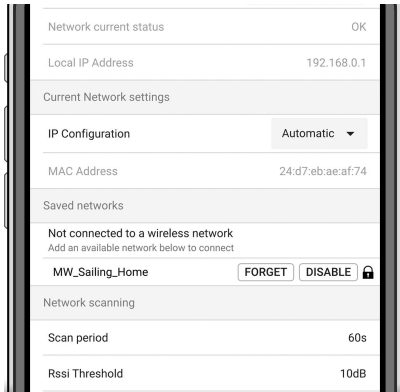 Network current status OK
Local IP Address 192.168.0.1
Current Network settings
IP Configuration Automatic
MAC Address 24:d7:eb:ae:af:74
Saved networks
Not connected to a wireless network
Add an available network below to connect
MW_Sailing_Home FORGET DISABLE
Network scanning
Scan period 60s
Rssi Threshold 10dB